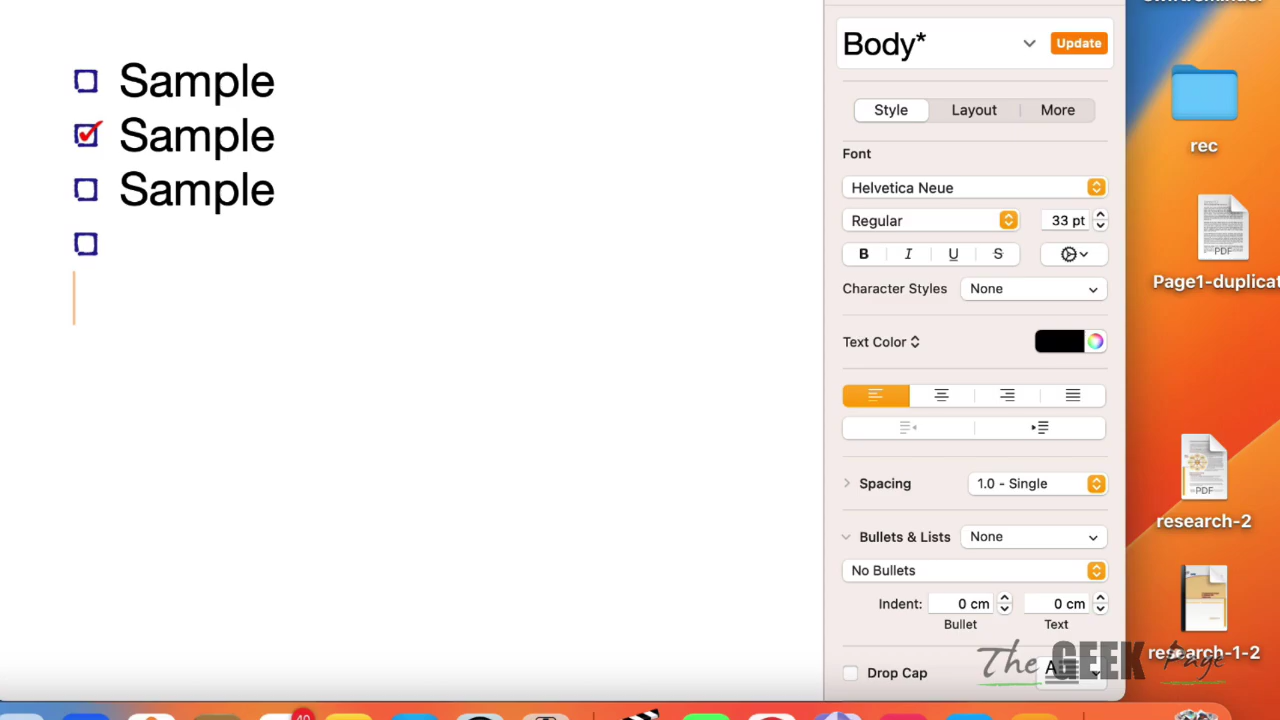 Sample
Sample
Sample
Body*
Update
Style Layout More
Font
Helvetica Neue
Regular 33 pt
B I U S
Character Styles None
Text Color
Spacing 1.0 - Single
Bullets & Lists None
No Bullets
Indent: 0 cm 0 cm
Bullet Text
Drop Cap A
rec
PDF
Page1-duplicat
PDF
research-2
research-1-2
The GEEK Page
40